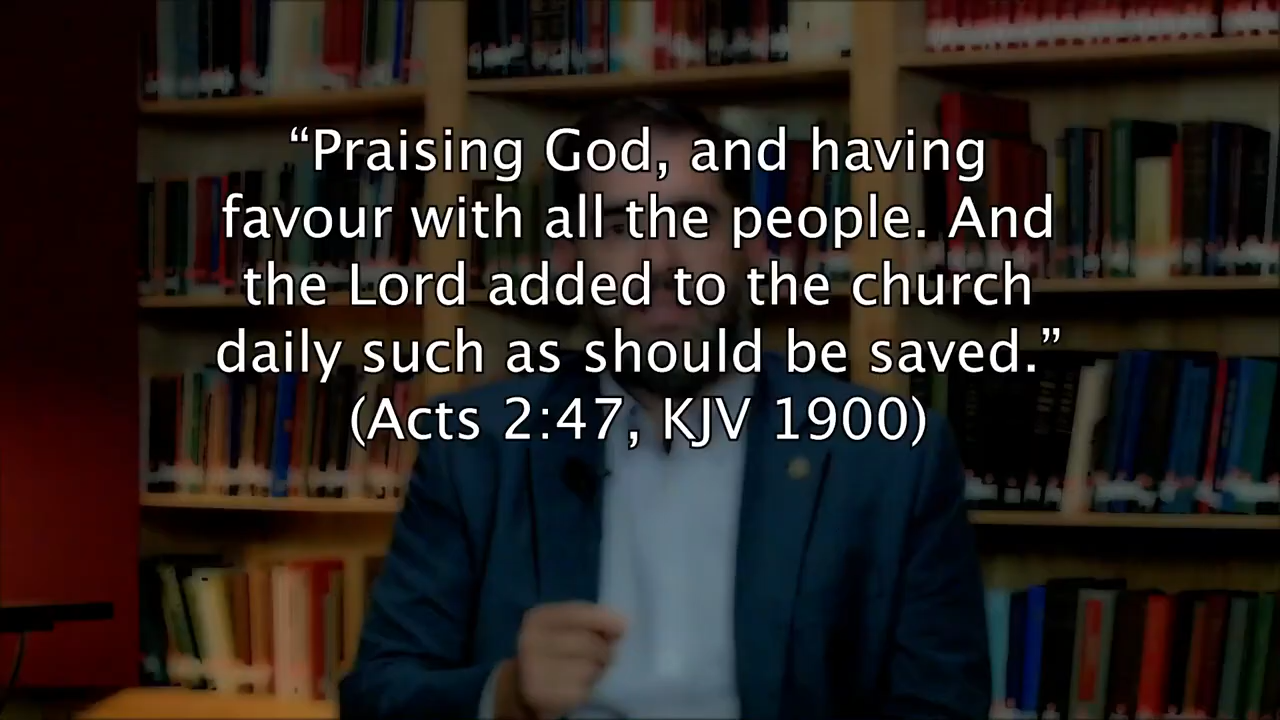 “Praising God, and having
favour with all the people. And
the Lord added to the church
daily such as should be saved.”
(Acts 2:47, KJV 1900)